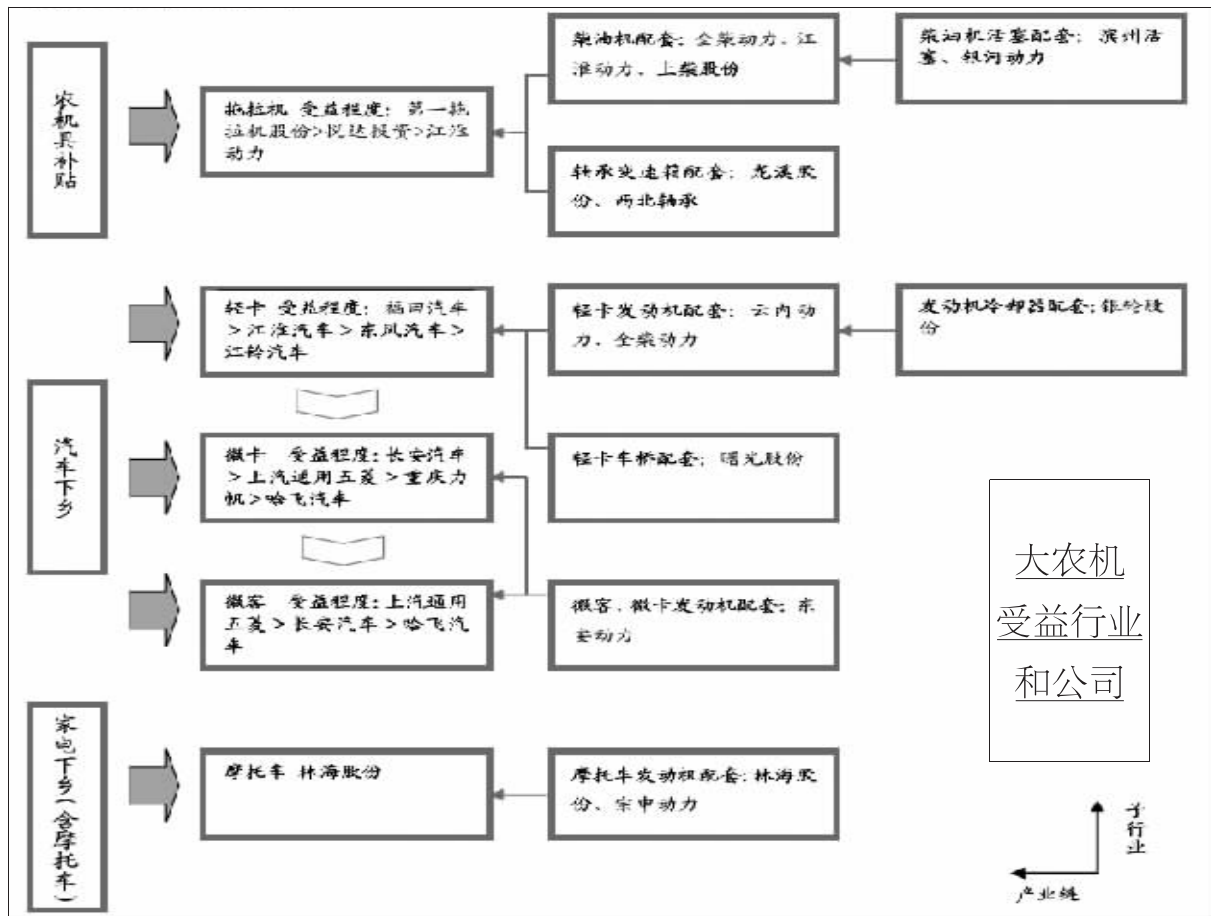 农机具补贴
拖拉机 受益程度：第一拖
拉机股份>悦达投资>江淮
动力
柴油机配套：全柴动力、江
淮动力、上柴股份
柴油机活塞配套：滨州活
塞、银河动力
轴承变速箱配套：龙溪股
份、西北轴承
汽车下乡
轻卡 受益程度：福田汽车
>江淮汽车>东风汽车>
江铃汽车
轻卡发动机配套：云内动
力、全柴动力
发动机冷却器配套:银轮股
份
微卡 受益程度：长安汽车
>上汽通用五菱>重庆力
帆>哈飞汽车
轻卡车桥配套：曙光股份
微客 受益程度：上汽通用
五菱>长安汽车>哈飞汽
车
微客、微卡发动机配套：东
安动力
家电下乡(含摩托车)
摩托车 林海股份
摩托车发动机配套：林海股
份、宗申动力
大农机
受益行业
和公司
子行业
产业链